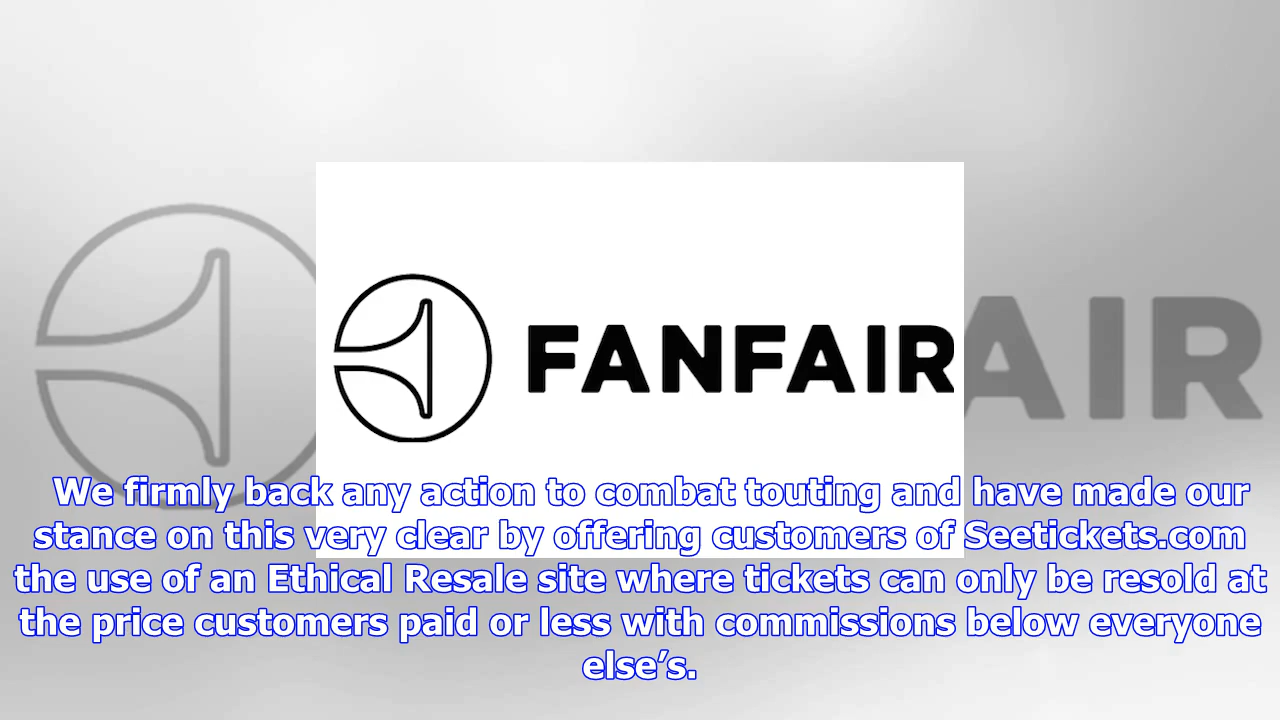 FANFAIR
AIR
We firmly back any action to combat touting and have made our
stance on this very clear by offering customers of Seetickets.com
the use of an Ethical Resale site where tickets can only be resold at
the price customers paid or less with commissions below everyone
else’s.